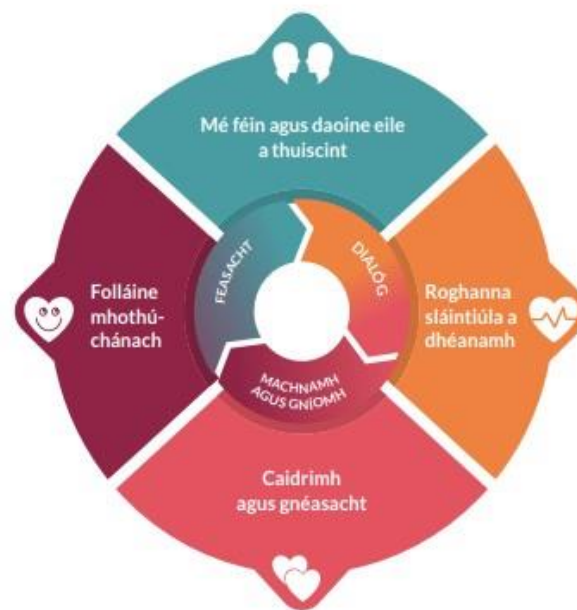 Mé féin agus daoine eile
a thuiscint
FEASACHT
DIALÓG
Folláine
mhothú-
chánach
Roghanna
sláintiúla a
dhéanamh
MACHNAMH
AGUS GNÍOMH
Caidrimh
agus gnéasacht